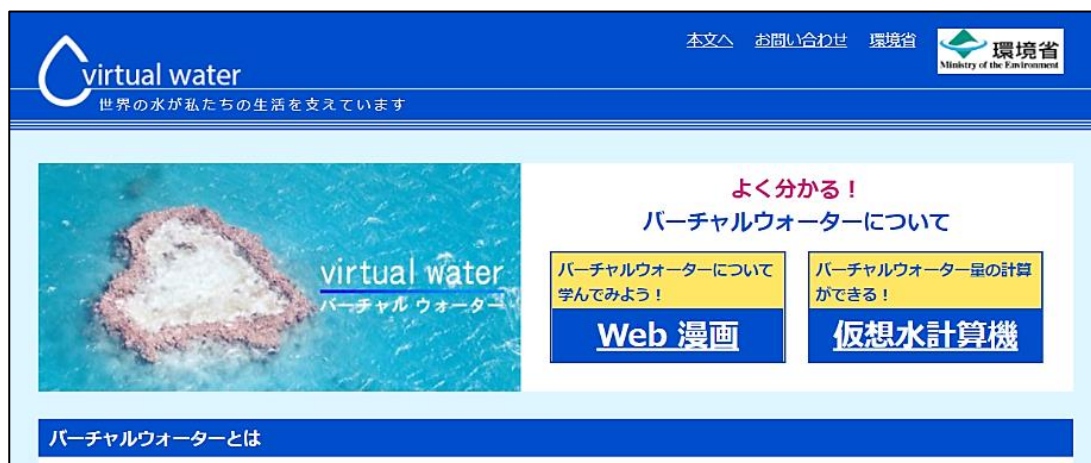 本文へ お問い合わせ 環境省
環境省
Ministry of the Environment
virtual water
世界の水が私たちの生活を支えています
virtual water
バーチャル ウォーター
よく分かる！
バーチャルウォーターについて
バーチャルウォーターについて
学んでみよう！
Web 漫画
バーチャルウォーター量の計算
ができる！
仮想水計算機
バーチャルウォーターとは